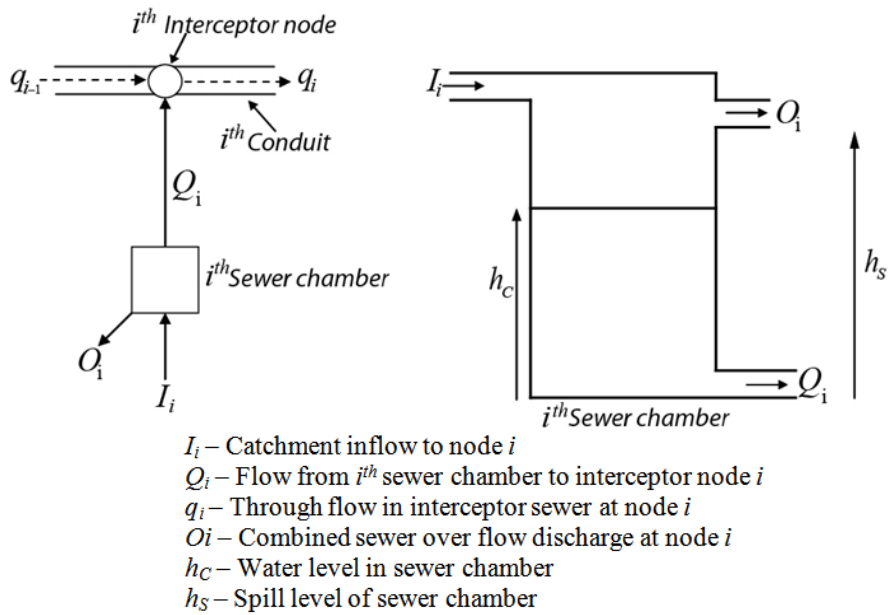 i^th Interceptor node
q_i-1
q_i
i^th Conduit
Q_i
i^th Sewer chamber
O_i
I_i
I_i
O_i
h_C
h_S
Q_i
i^th Sewer chamber
I_i – Catchment inflow to node i
Q_i – Flow from i^th sewer chamber to interceptor node i
q_i – Through flow in interceptor sewer at node i
Oi – Combined sewer over flow discharge at node i
h_C – Water level in sewer chamber
h_S – Spill level of sewer chamber